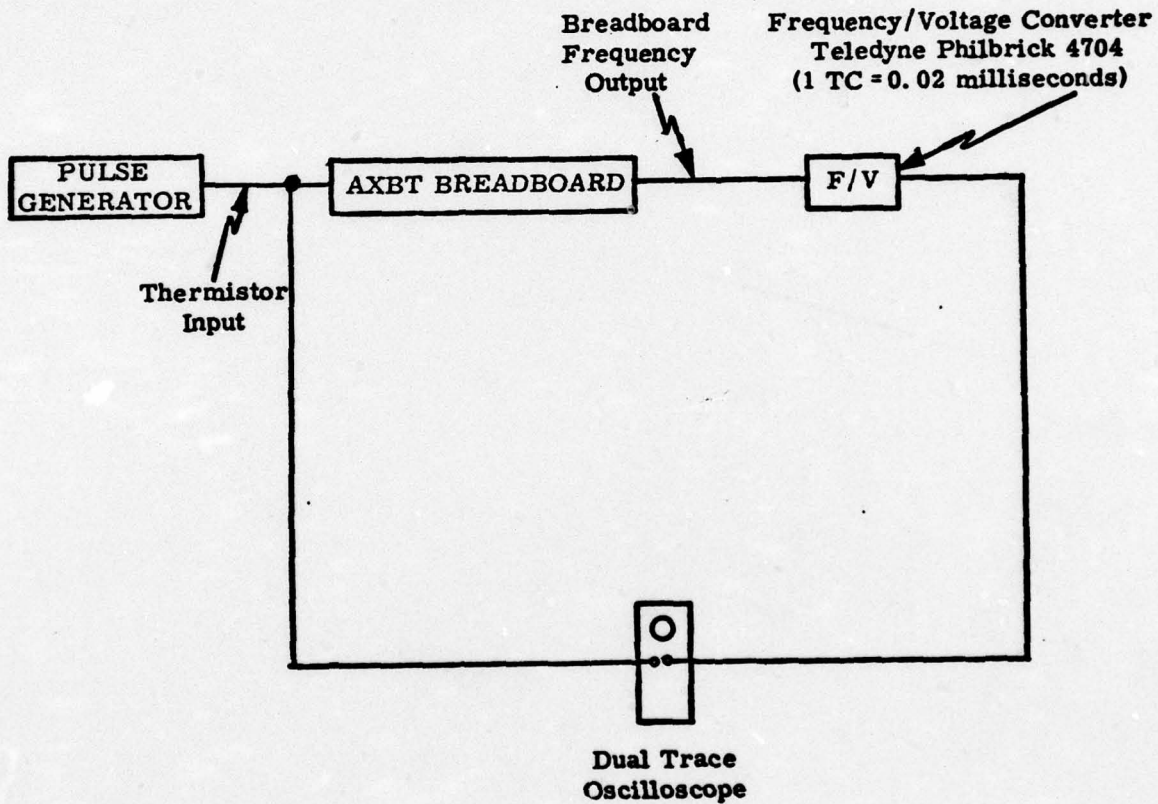 Breadboard
Frequency
Output
Frequency/Voltage Converter
Teledyne Philbrick 4704
(1 TC = 0.02 milliseconds)
PULSE
GENERATOR
AXBT BREADBOARD
F/V
Thermistor
Input
Dual Trace
Oscilloscope